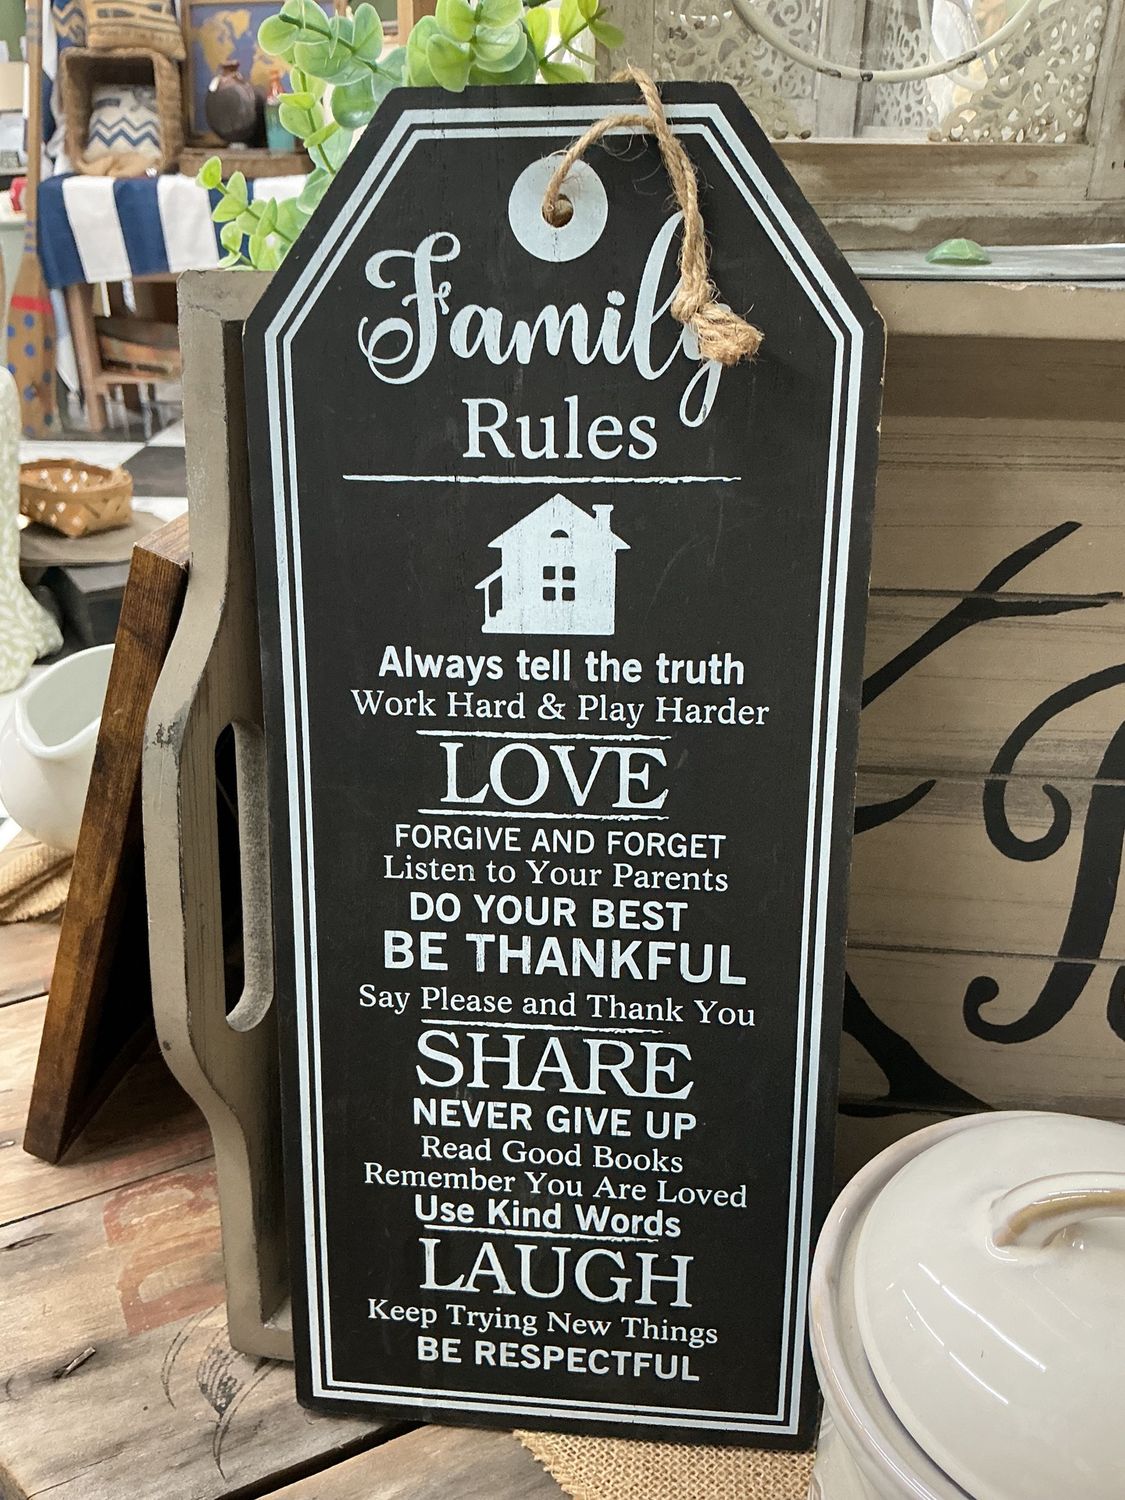 Family
Rules
Always tell the truth
Work Hard & Play Harder
LOVE
FORGIVE AND FORGET
Listen to Your Parents
DO YOUR BEST
BE THANKFUL
Say Please and Thank You
SHARE
NEVER GIVE UP
Read Good Books
Remember You Are Loved
Use Kind Words
LAUGH
Keep Trying New Things
BE RESPECTFUL